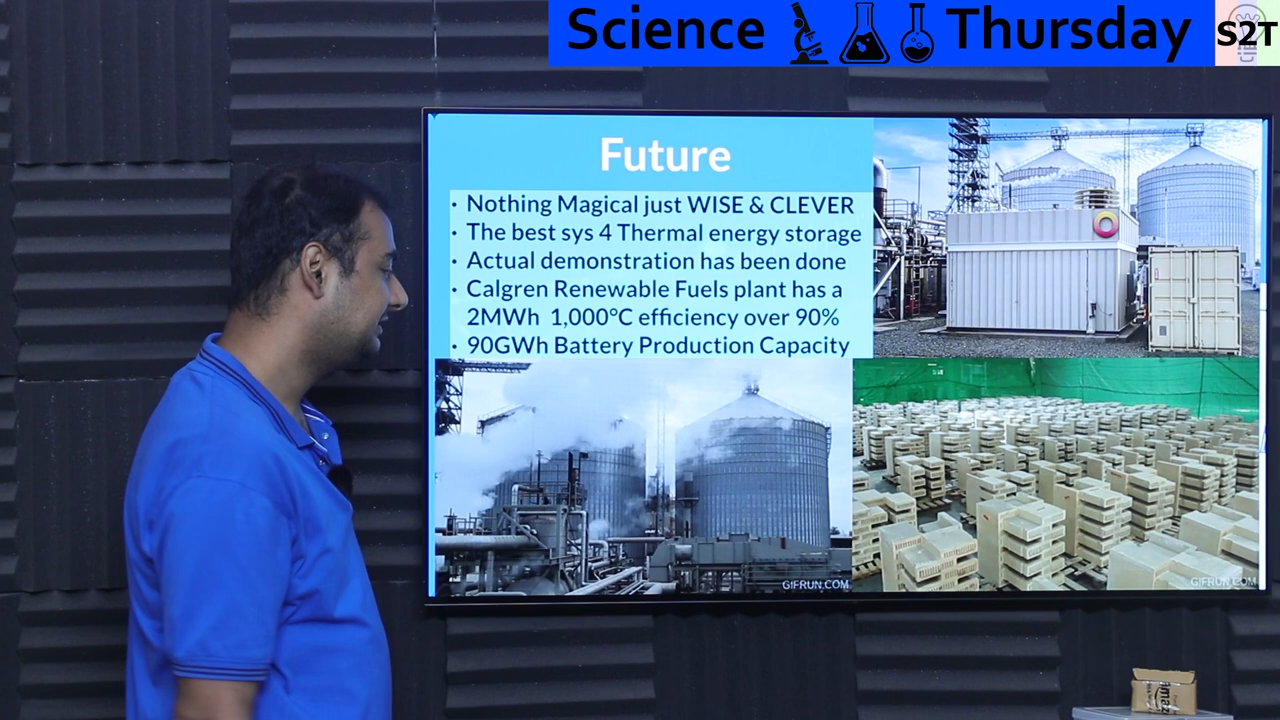 Science Thursday
S2T
Future
• Nothing Magical just WISE & CLEVER
• The best sys 4 Thermal energy storage
• Actual demonstration has been done
• Calgren Renewable Fuels plant has a
2MWh 1,000°C efficiency over 90%
• 90GWh Battery Production Capacity
GIFRUN.COM
GIFRUN.COM